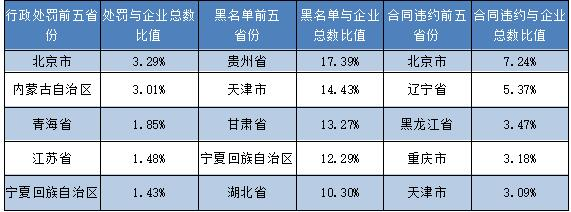 行政处罚前五省份 处罚与企业总数比值 黑名单前五省份 黑名单与企业总数比值 合同违约前五省份 合同违约与企业总数比值
北京市 3.29% 贵州省 17.39% 北京市 7.24%
内蒙古自治区 3.01% 天津市 14.43% 辽宁省 5.37%
青海省 1.85% 甘肃省 13.27% 黑龙江省 3.47%
江苏省 1.48% 宁夏回族自治区 12.29% 重庆市 3.18%
宁夏回族自治区 1.43% 湖北省 10.30% 天津市 3.09%